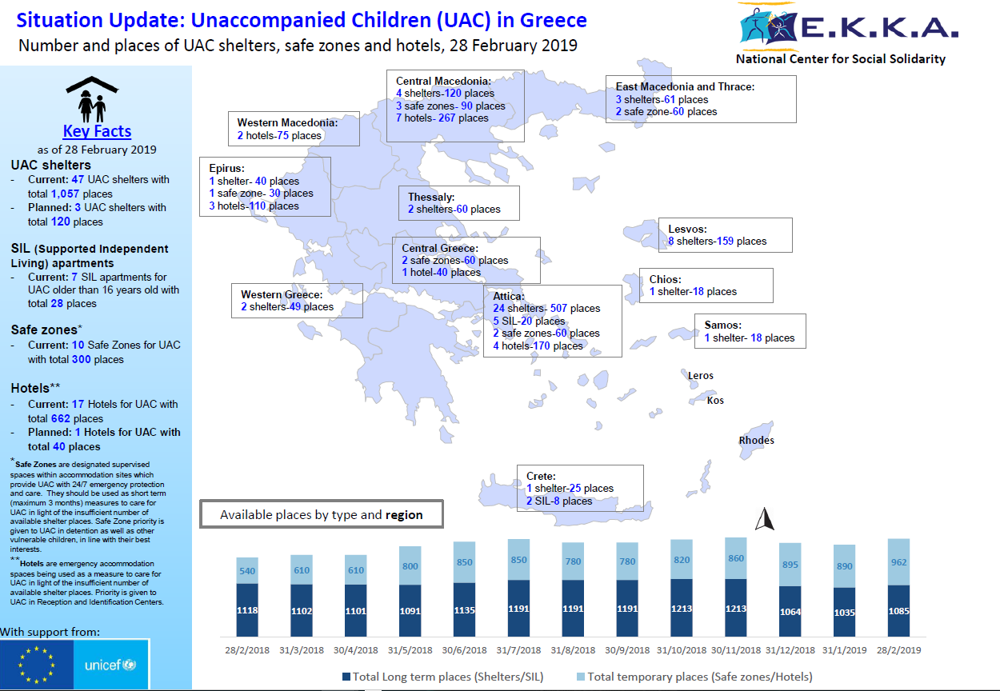 Situation Update: Unaccompanied Children (UAC) in Greece
Number and places of UAC shelters, safe zones and hotels, 28 February 2019
E.K.K.A.
National Center for Social Solidarity
Key Facts
as of 28 February 2019
UAC shelters
- Current: 47 UAC shelters with
total 1,057 places
- Planned: 3 UAC shelters with
total 120 places
SIL (Supported Independent
Living) apartments
- Current: 7 SIL apartments for
UAC older than 16 years old with
total 28 places
Safe zones*
- Current: 10 Safe Zones for UAC
with total 300 places
Hotels**
- Current: 17 Hotels for UAC with
total 662 places
- Planned: 1 Hotels for UAC with
total 40 places
*Safe Zones are designated supervised
spaces within accommodation sites which
provide UAC with 24/7 emergency protection
and care. They should be used as short term
(maximum 3 months) measures to care for
UAC in light of the insufficient number of
available shelter places. Safe Zone priority is
given to UAC in detention as well as other
vulnerable children, in line with their best
interests.
**Hotels are emergency accommodation
spaces being used as a measure to care for
UAC in light of the insufficient number of
available shelter places. Priority is given to
UAC in Reception and Identification Centers.
With support from:
unicef
Central Macedonia:
4 shelters-120 places
3 safe zones- 90 places
7 hotels- 267 places
East Macedonia and Thrace:
3 shelters-61 places
2 safe zone-60 places
Western Macedonia:
2 hotels-75 places
Epirus:
1 shelter- 40 places
1 safe zone- 30 places
3 hotels-110 places
Thessaly:
2 shelters-60 places
Lesvos:
8 shelters-159 places
Central Greece:
2 safe zones-60 places
1 hotel-40 places
Chios:
1 shelter-18 places
Western Greece:
2 shelters-49 places
Attica:
24 shelters- 507 places
5 SIL-20 places
2 safe zones-60 places
4 hotels-170 places
Samos:
1 shelter- 18 places
Leros
Kos
Rhodes
Crete:
1 shelter-25 places
2 SIL-8 places
Available places by type and region
540 610 610 800 850 850 780 780 820 860 895 890 962
1118 1102 1101 1091 1135 1191 1191 1191 1213 1213 1064 1035 1085
28/2/2018 31/3/2018 30/4/2018 31/5/2018 30/6/2018 31/7/2018 31/8/2018 30/9/2018 31/10/2018 30/11/2018 31/12/2018 31/1/2019 28/2/2019
Total Long term places (Shelters/SIL) Total temporary places (Safe zones/Hotels)